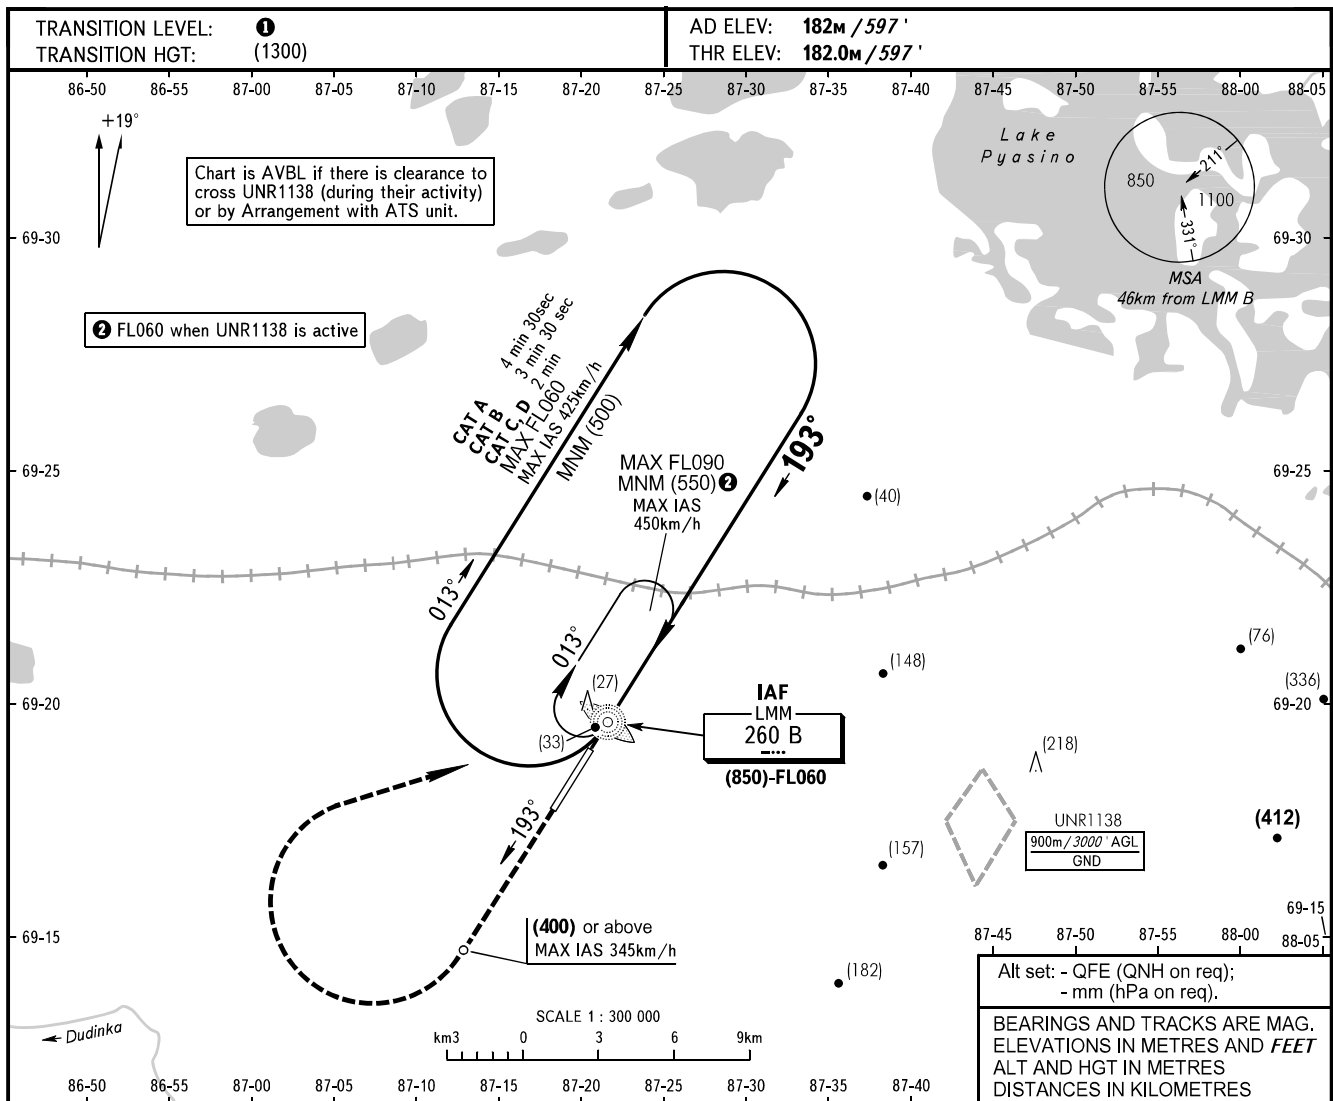 TRANSITION LEVEL: ❶
TRANSITION HGT: (1300)
AD ELEV: 182M / 597 '
THR ELEV: 182.0M / 597 '
86-50 86-55 87-00 87-05 87-10 87-15 87-20 87-25 87-30 87-35 87-40 87-45 87-50 87-55 88-00 88-05
+19°
Chart is AVBL if there is clearance to
cross UNR1138 (during their activity)
or by Arrangement with ATS unit.
Lake
Pyasino
850
211°
1100
331°
69-30
69-30
MSA
46km from LMM B
❷ FL060 when UNR1138 is active
CAT A 4 min 30sec
CAT B 3 min 30 sec
CAT C, D 2 min
MAX FL060
MAX IAS 425km/h
MNM (500)
193°
69-25
69-25
MAX FL090
MNM (550) ❷
MAX IAS
450km/h
(40)
013°
013°
(27)
(148)
(76)
(336)
69-20
69-20
(33)
IAF
LMM
260 B
(850)-FL060
(218)
UNR1138
900m/3000 ' AGL
GND
(412)
193°
(157)
69-15
69-15
(400) or above
MAX IAS 345km/h
87-45 87-50 87-55 88-00 88-05
(182)
Alt set: - QFE (QNH on req);
- mm (hPa on req).
SCALE 1 : 300 000
km3 0 3 6 9km
Dudinka
BEARINGS AND TRACKS ARE MAG.
ELEVATIONS IN METRES AND FEET
ALT AND HGT IN METRES
DISTANCES IN KILOMETRES
86-50 86-55 87-00 87-05 87-10 87-15 87-20 87-25 87-30 87-35 87-40